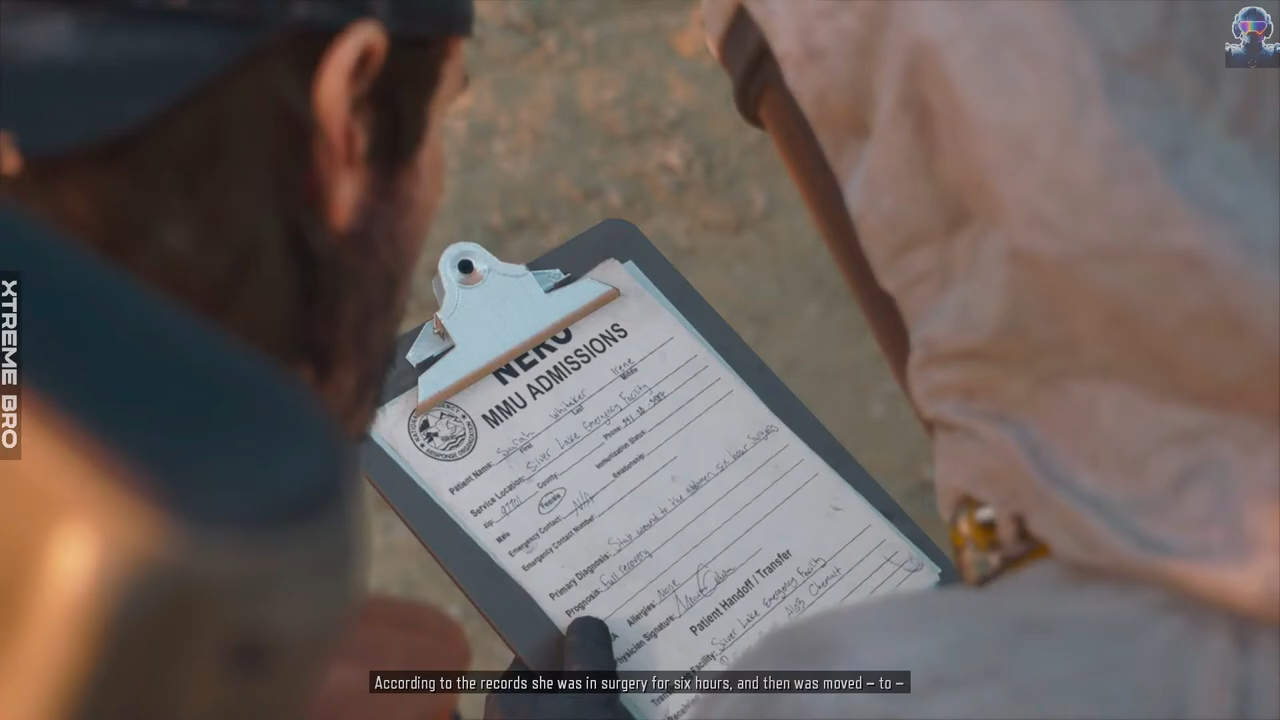 XTREME BRO
NERO
MMU ADMISSIONS
Patient Name: Sarah Whitaker Irene
First Last Middle
Service Location: Silver Lake Emergency Facility
Zip: 97701 County: Phone:
Male Female Immunization Status:
Emergency Contact: N/A Relationship:
Emergency Contact Number:
Primary Diagnosis: Stab wound to the abdomen six hour surgery
Prognosis: Full recovery
Allergies: None
Physician Signature:
Patient Handoff / Transfer
Facility: Silver Lake Emergency Facility
Chemult
According to the records she was in surgery for six hours, and then was moved – to –